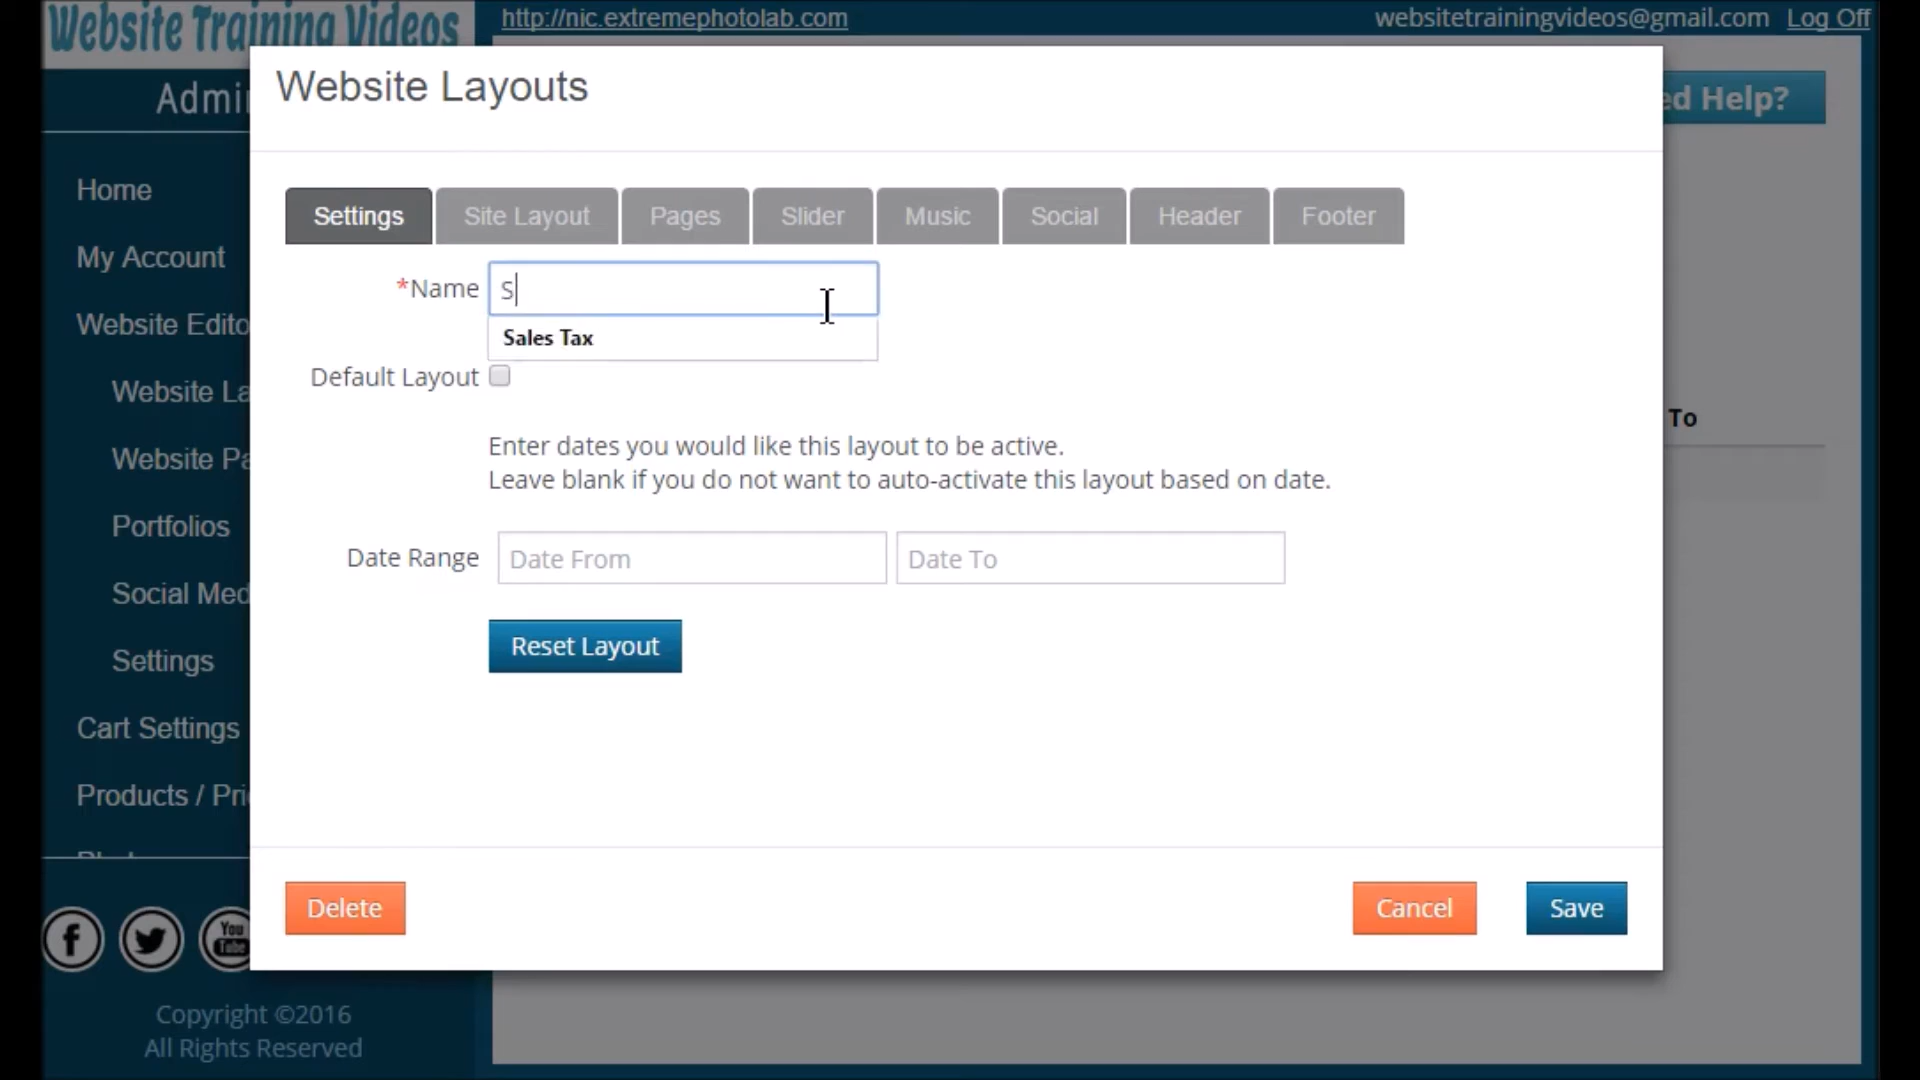 Website Training Videos
http://nic.extremephotolab.com
websitetrainingvideos@gmail.com Log Off
Website Layouts
Admin
ed Help?
Home
My Account
Website Edito
Website La
Website Pa
Portfolios
Social Med
Settings
Cart Settings
Products / Pri
Settings Site Layout Pages Slider Music Social Header Footer
*Name S
Sales Tax
Default Layout
To
Enter dates you would like this layout to be active.
Leave blank if you do not want to auto-activate this layout based on date.
Date Range Date From Date To
Reset Layout
Delete Cancel Save
You
Tube
Copyright ©2016
All Rights Reserved